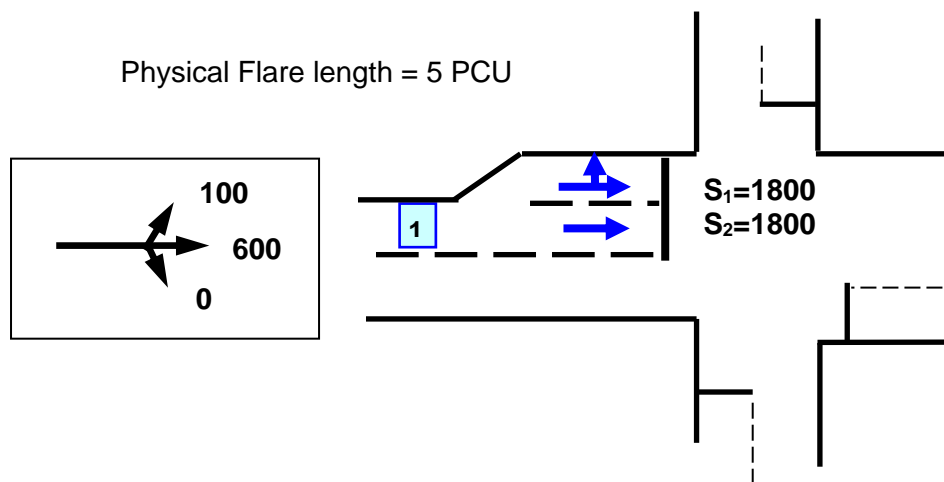 Physical Flare length = 5 PCU
100
600
0
1
S₁=1800
S₂=1800